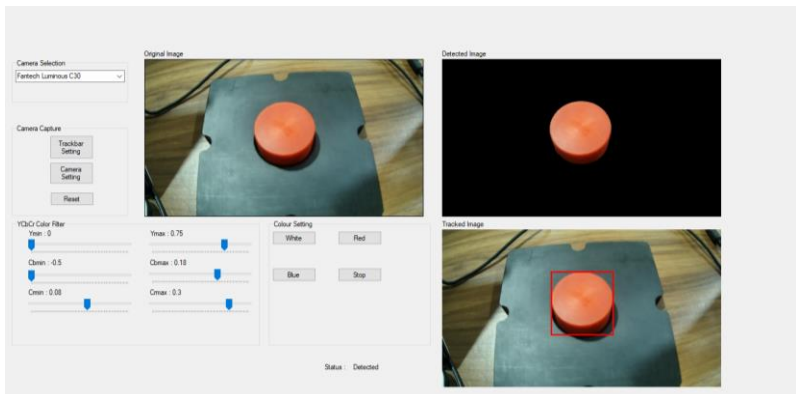 Original Image
Detected Image
Camera Selection
Fantech Luminous C30
Camera Capture
Trackbar
Setting
Camera
Setting
Reset
YCbCr Color Filter
Ymin : 0
Ymax : 0.75
Cbmin : -0.5
Cbmax : 0.18
Crmin : 0.08
Crmax : 0.3
Colour Setting
White
Red
Blue
Stop
Tracked Image
Status : Detected